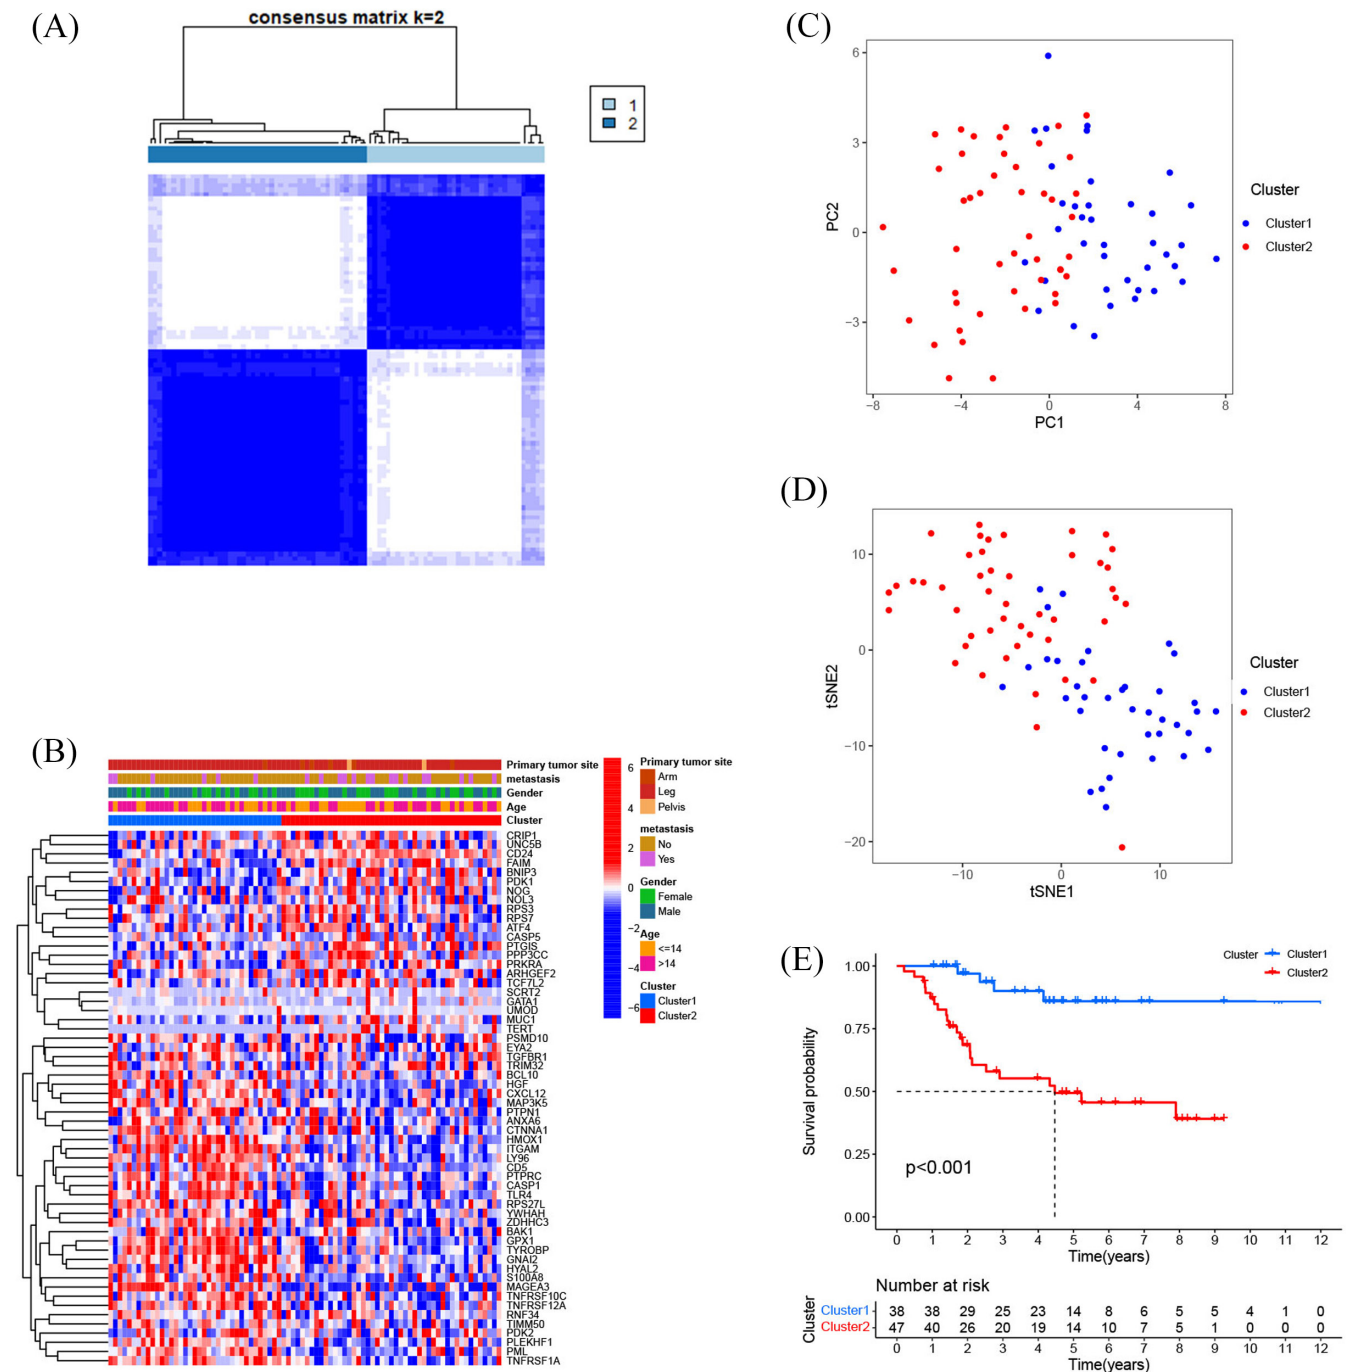 (A)
consensus matrix k=2
1
2
(B)
Primary tumor site
metastasis
Gender
Age
Cluster
CRIP1
UNC5B
CD24
FAIM
BNIP3
PDK1
NOG
NOL3
RPS3
RPS7
ATF4
CASP5
PTGIS
PPP3CC
PRKRA
ARHGEF2
TCF7L2
SCRT2
GATA1
UMOD
MUC1
TERT
PSMD10
EYA2
TGFBR1
TRIM32
BCL10
HGF
CXCL12
MAP3K5
PTPN1
ANXA6
CTNNA1
HMOX1
ITGAM
LY96
CD5
PTPRC
CASP1
TLR4
RPS27L
YWHAH
ZDHHC3
BAK1
GPX1
TYROBP
GNAI2
HYAL2
S100A8
MAGEA3
TNFRSF10C
TNFRSF12A
RNF34
TIMM50
PDK2
PLEKHF1
PML
TNFRSF1A
6
4
2
0
−2
−4
−6
Primary tumor site
Arm
Leg
Pelvis
metastasis
No
Yes
Gender
Female
Male
Age
<=14
>14
Cluster
Cluster1
Cluster2
(C)
PC2
6
3
0
−3
−8 −4 0 4 8
PC1
Cluster
Cluster1
Cluster2
(D)
tSNE2
10
0
−10
−20
−10 0 10
tSNE1
Cluster
Cluster1
Cluster2
(E)
Cluster Cluster1 Cluster2
Survival probability
1.00
0.75
0.50
0.25
0.00
p<0.001
0 1 2 3 4 5 6 7 8 9 10 11 12
Time(years)
Number at risk
Cluster
Cluster1 38 38 29 25 23 14 8 6 5 5 4 1 0
Cluster2 47 40 26 20 19 14 10 7 5 1 0 0 0
0 1 2 3 4 5 6 7 8 9 10 11 12
Time(years)